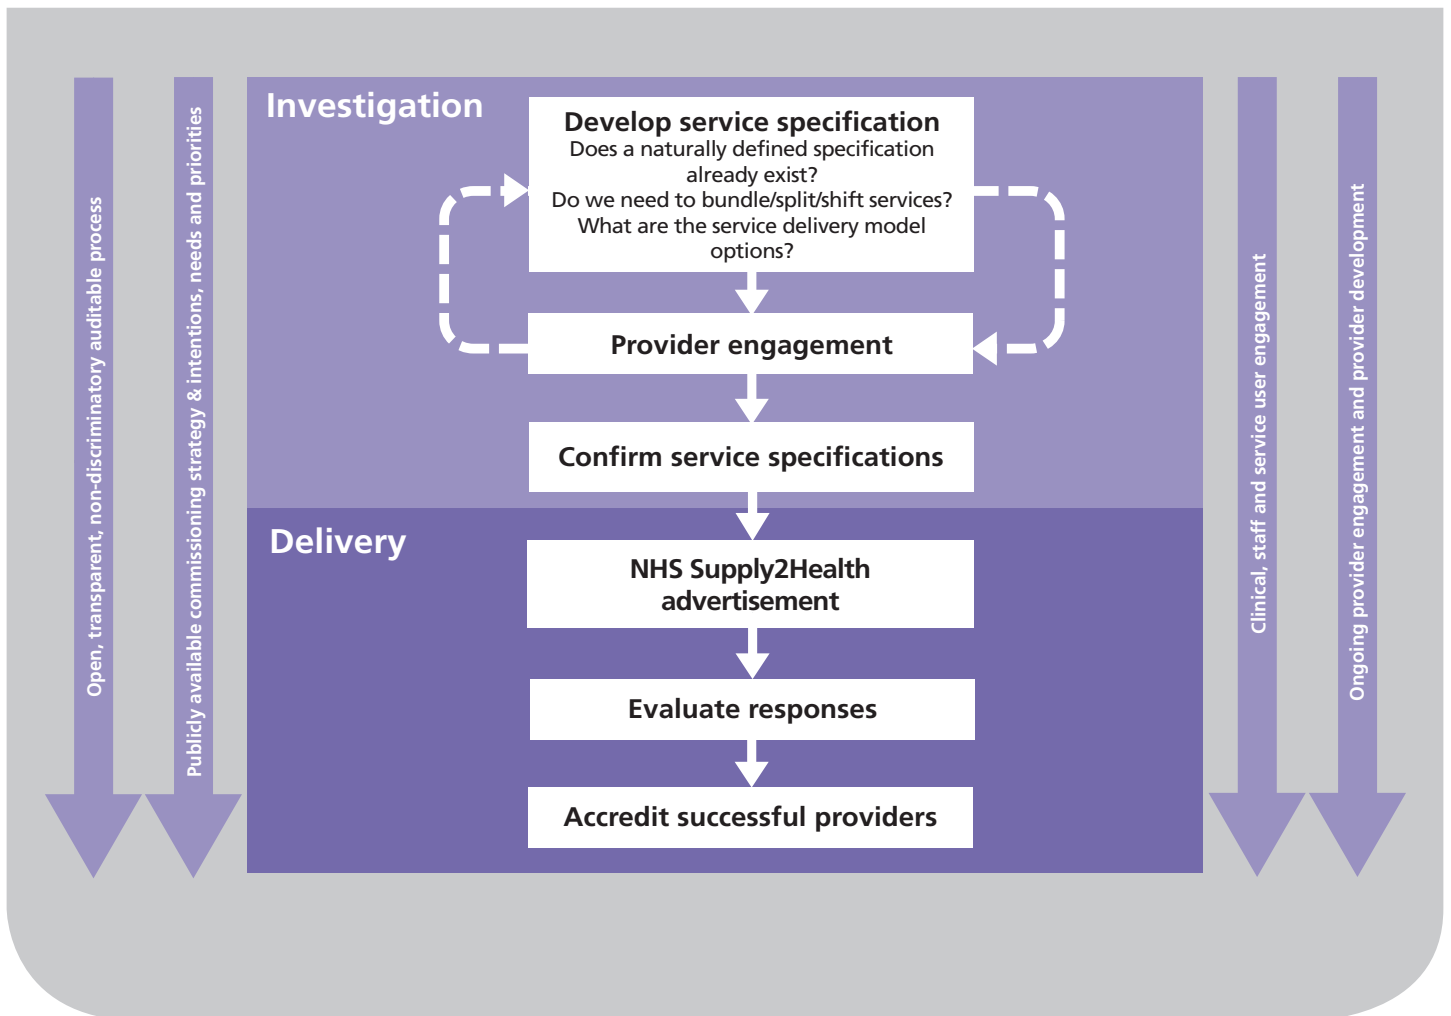 Open, transparent, non-discriminatory auditable process
Publicly available commissioning strategy & intentions, needs and priorities
Investigation
Develop service specification
Does a naturally defined specification
already exist?
Do we need to bundle/split/shift services?
What are the service delivery model
options?
Provider engagement
Confirm service specifications
Delivery
NHS Supply2Health
advertisement
Evaluate responses
Accredit successful providers
Clinical, staff and service user engagement
Ongoing provider engagement and provider development